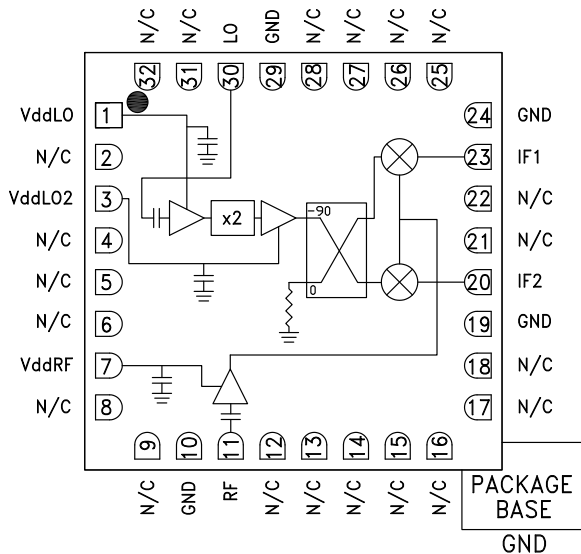 N/C N/C LO GND N/C N/C N/C N/C
32 31 30 29 28 27 26 25
VddLO 1
N/C 2
VddLO2 3
N/C 4
N/C 5
N/C 6
VddRF 7
N/C 8
x2
-90
0
24 GND
23 IF1
22 N/C
21 N/C
20 IF2
19 GND
18 N/C
17 N/C
9 10 11 12 13 14 15 16
N/C GND RF N/C N/C N/C N/C N/C
PACKAGE
BASE
GND